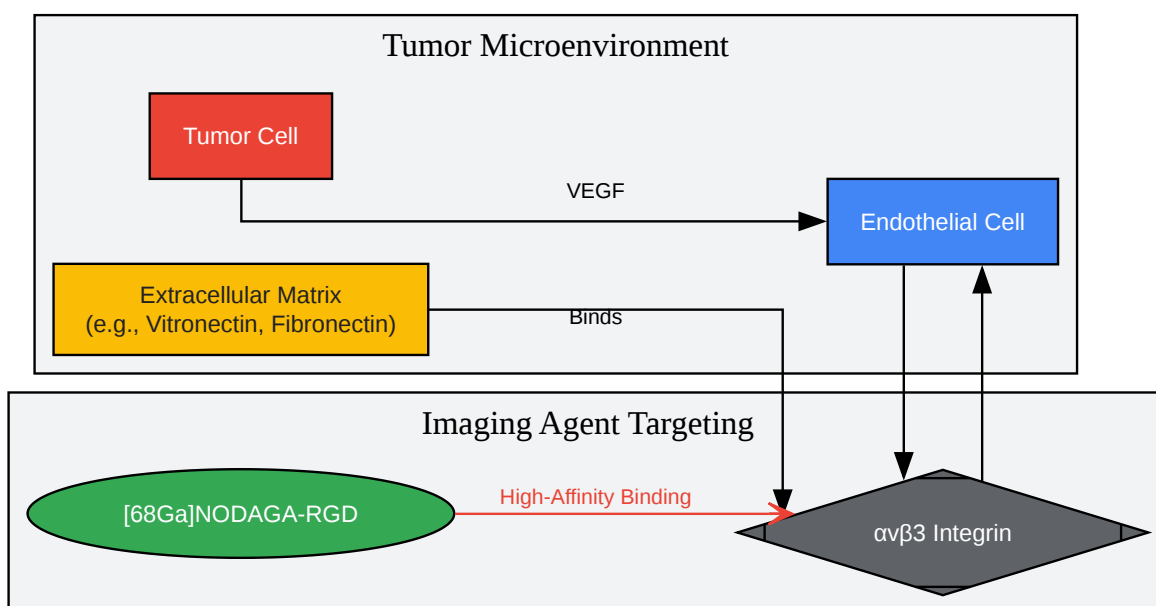 Tumor Microenvironment
Tumor Cell
VEGF
Endothelial Cell
Extracellular Matrix
(e.g., Vitronectin, Fibronectin)
Binds
Imaging Agent Targeting
High-Affinity Binding
[68Ga]NODAGA-RGD
αvβ3 Integrin